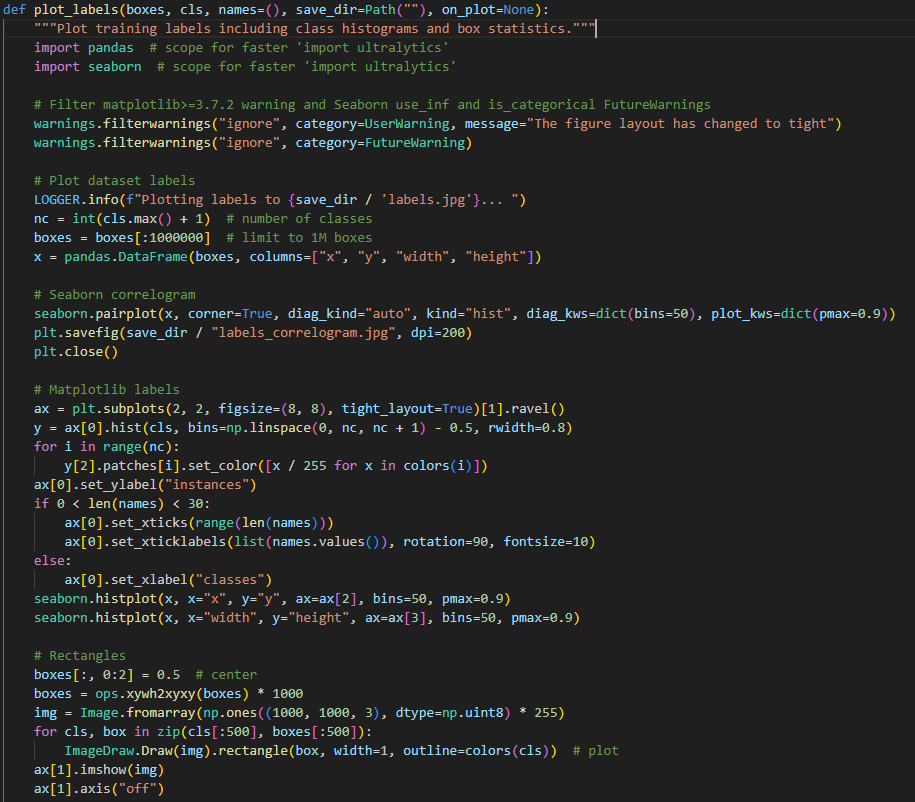 def plot_labels(boxes, cls, names=(), save_dir=Path(""), on_plot=None):
    """Plot training labels including class histograms and box statistics."""
    import pandas  # scope for faster 'import ultralytics'
    import seaborn  # scope for faster 'import ultralytics'

    # Filter matplotlib>=3.7.2 warning and Seaborn use_inf and is_categorical FutureWarnings
    warnings.filterwarnings("ignore", category=UserWarning, message="The figure layout has changed to tight")
    warnings.filterwarnings("ignore", category=FutureWarning)

    # Plot dataset labels
    LOGGER.info(f"Plotting labels to {save_dir / 'labels.jpg'}... ")
    nc = int(cls.max() + 1)  # number of classes
    boxes = boxes[:1000000]  # limit to 1M boxes
    x = pandas.DataFrame(boxes, columns=["x", "y", "width", "height"])

    # Seaborn correlogram
    seaborn.pairplot(x, corner=True, diag_kind="auto", kind="hist", diag_kws=dict(bins=50), plot_kws=dict(pmax=0.9))
    plt.savefig(save_dir / "labels_correlogram.jpg", dpi=200)
    plt.close()

    # Matplotlib labels
    ax = plt.subplots(2, 2, figsize=(8, 8), tight_layout=True)[1].ravel()
    y = ax[0].hist(cls, bins=np.linspace(0, nc, nc + 1) - 0.5, rwidth=0.8)
    for i in range(nc):
        y[2].patches[i].set_color([x / 255 for x in colors(i)])
    ax[0].set_ylabel("instances")
    if 0 < len(names) < 30:
        ax[0].set_xticks(range(len(names)))
        ax[0].set_xticklabels(list(names.values()), rotation=90, fontsize=10)
    else:
        ax[0].set_xlabel("classes")
    seaborn.histplot(x, x="x", y="y", ax=ax[2], bins=50, pmax=0.9)
    seaborn.histplot(x, x="width", y="height", ax=ax[3], bins=50, pmax=0.9)

    # Rectangles
    boxes[:, 0:2] = 0.5  # center
    boxes = ops.xywh2xyxy(boxes) * 1000
    img = Image.fromarray(np.ones((1000, 1000, 3), dtype=np.uint8) * 255)
    for cls, box in zip(cls[:500], boxes[:500]):
        ImageDraw.Draw(img).rectangle(box, width=1, outline=colors(cls))  # plot
    ax[1].imshow(img)
    ax[1].axis("off")